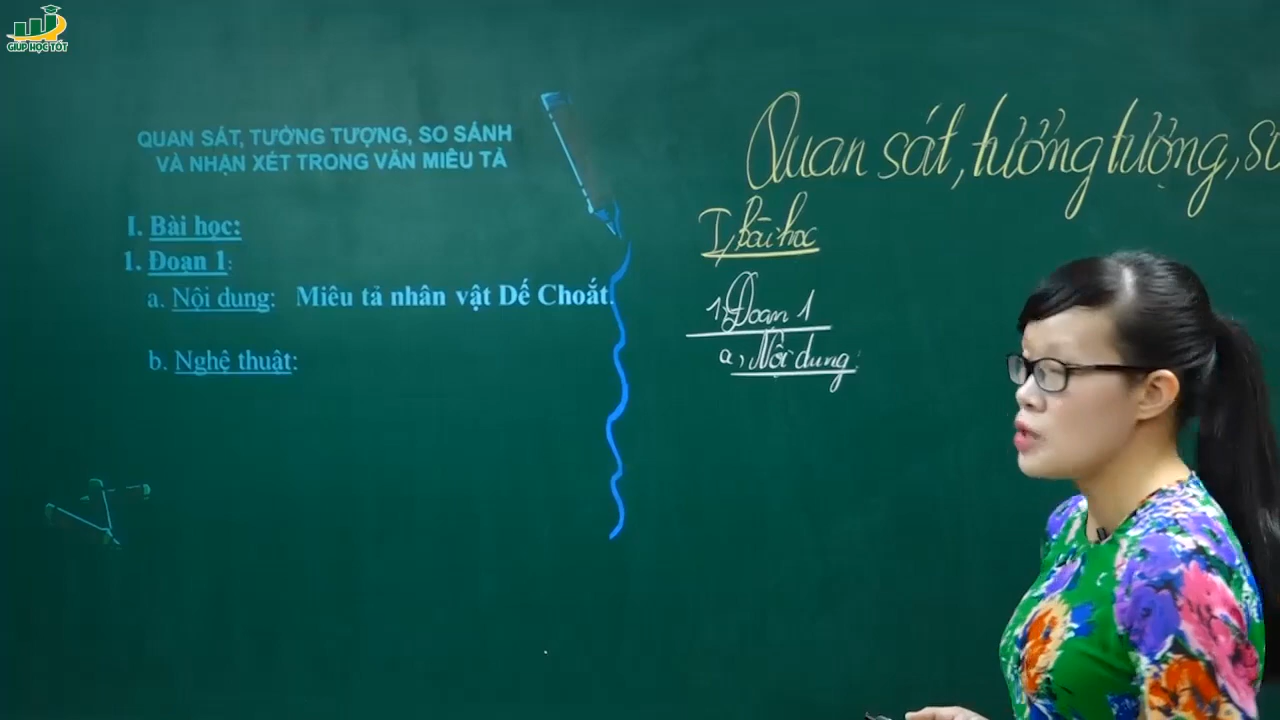 GIÚP HỌC TỐT
QUAN SÁT, TƯỞNG TƯỢNG, SO SÁNH
VÀ NHẬN XÉT TRONG VĂN MIÊU TẢ
I. Bài học:
1. Đoạn 1:
a. Nội dung: Miêu tả nhân vật Dế Choắt.
b. Nghệ thuật:
Quan sát, tưởng tượng, so
I, Bài học
1, Đoạn 1
a, Nội dung: